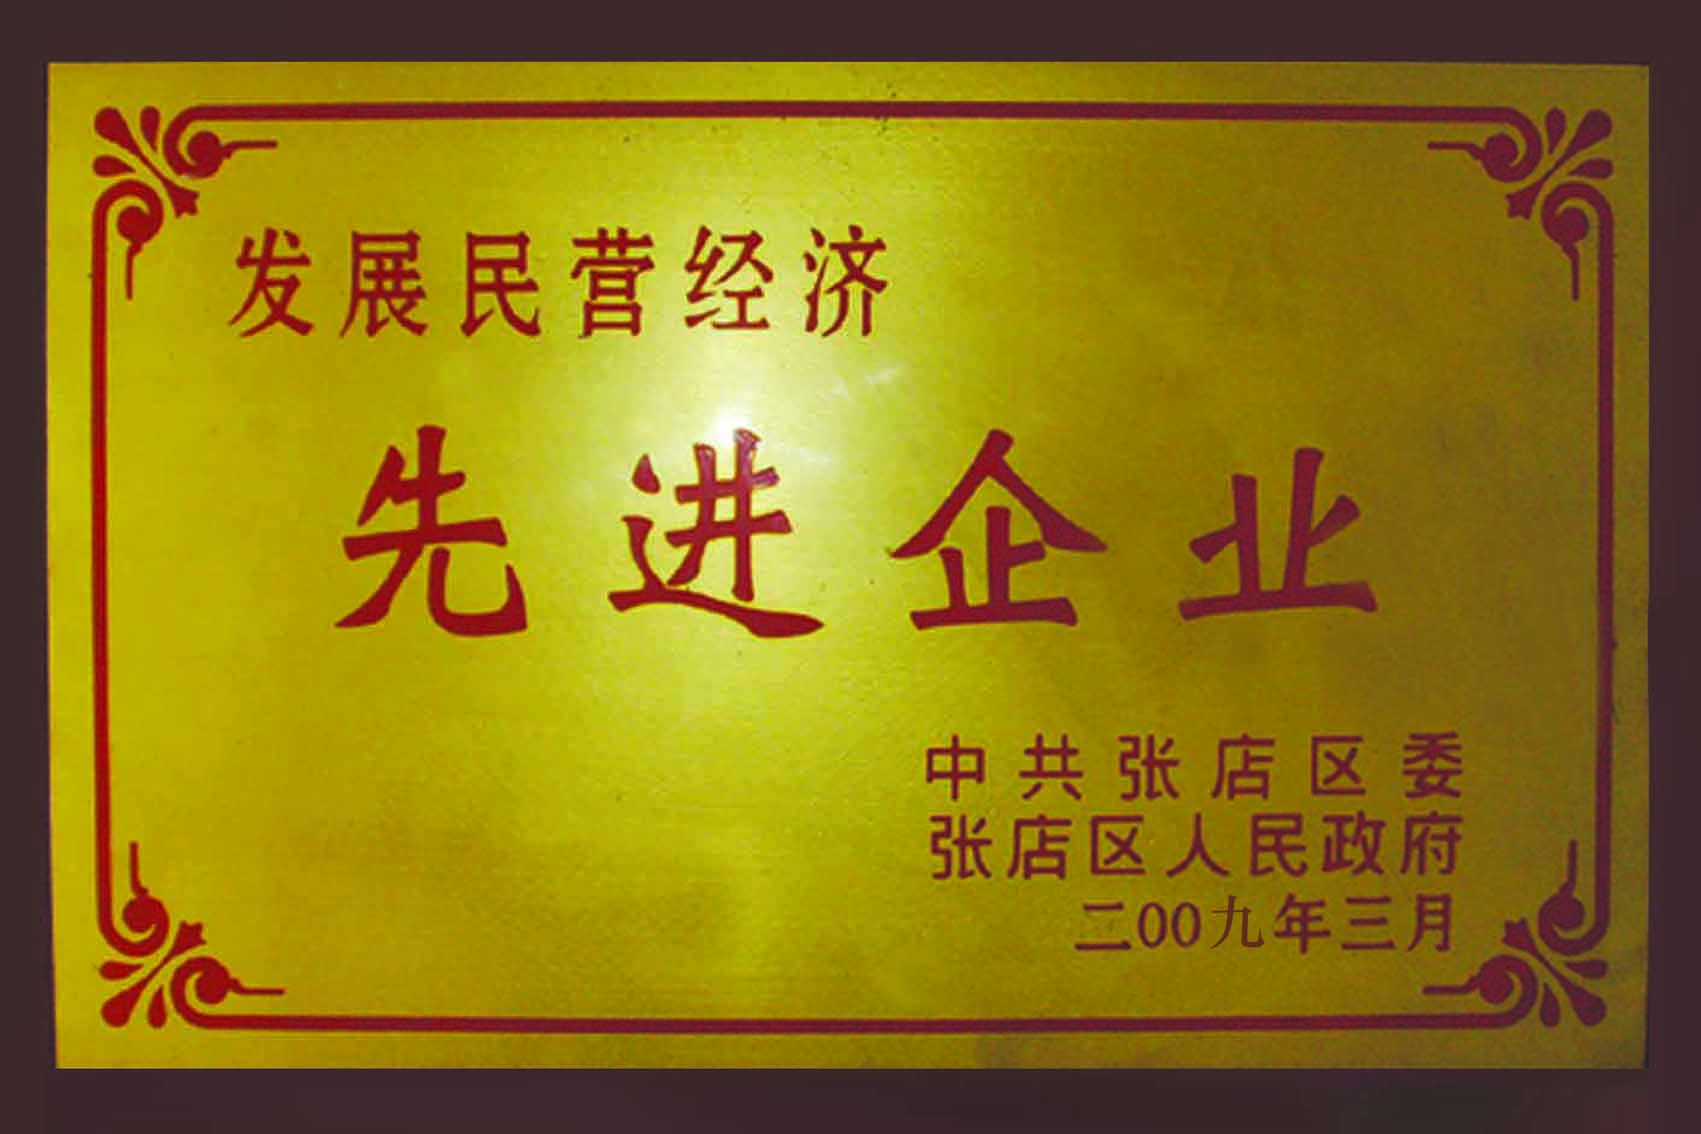 发展民营经济
先进企业
中共张店区委
张店区人民政府
二00九年三月